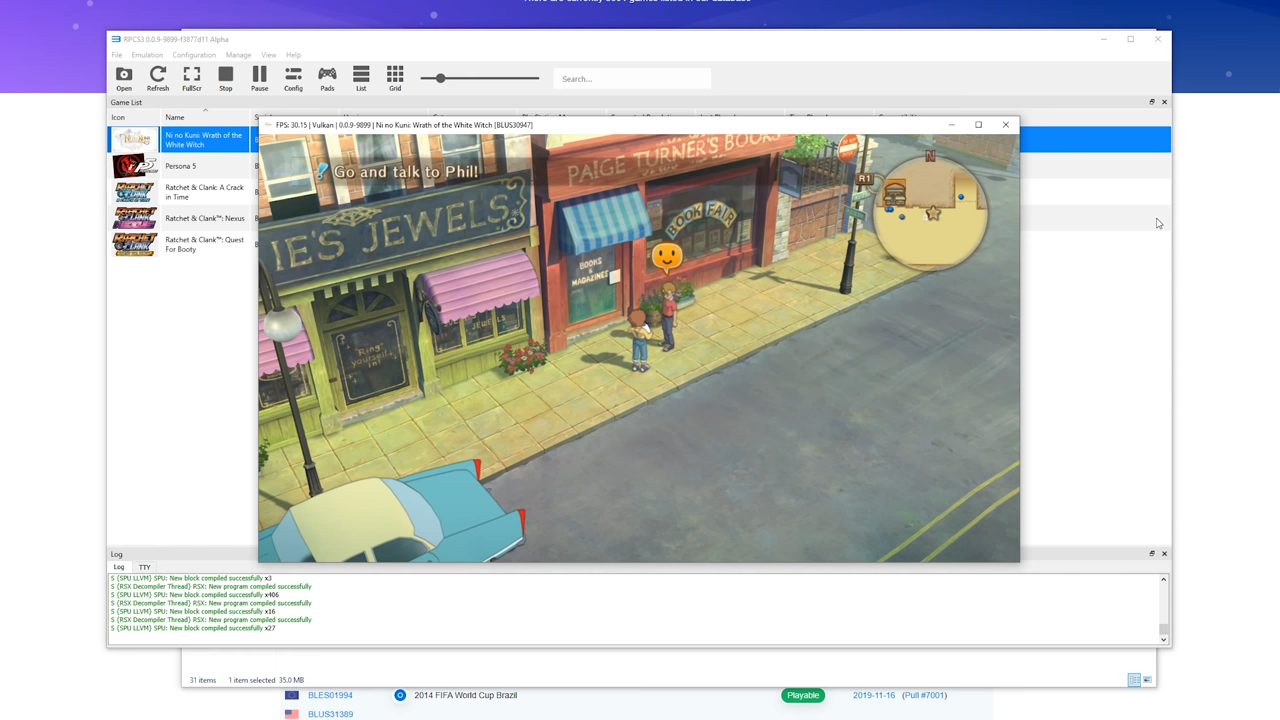 RPCS3 0.0.9-9899-f3877d11 Alpha
File Emulation Configuration Manage View Help
Open Refresh FullScr Stop Pause Config Pads List Grid
Search...
Game List
Icon Name
Ni no Kuni: Wrath of the White Witch
Persona 5
Ratchet & Clank: A Crack in Time
Ratchet & Clank™: Nexus
Ratchet & Clank™: Quest For Booty
FPS: 30.15 | Vulkan | 0.0.9-9899 | Ni no Kuni: Wrath of the White Witch [BLUS30947]
Go and talk to Phil!
PAIGE TURNER'S BOOKS
N
R1
IE'S JEWELS
BOOK FAIR
BOOKS & MAGAZINES
JEWELS
"Ring" yourself in!
Log
Log TTY
S {SPU LLVM} SPU: New block compiled successfully x3
S {RSX Decompiler Thread} RSX: New program compiled successfully
S {SPU LLVM} SPU: New block compiled successfully x406
S {RSX Decompiler Thread} RSX: New program compiled successfully
S {SPU LLVM} SPU: New block compiled successfully x16
S {RSX Decompiler Thread} RSX: New program compiled successfully
S {SPU LLVM} SPU: New block compiled successfully x27
31 items 1 item selected 35.0 MB
BLES01994 2014 FIFA World Cup Brazil Playable 2019-11-16 (Pull #7001)
BLUS31389